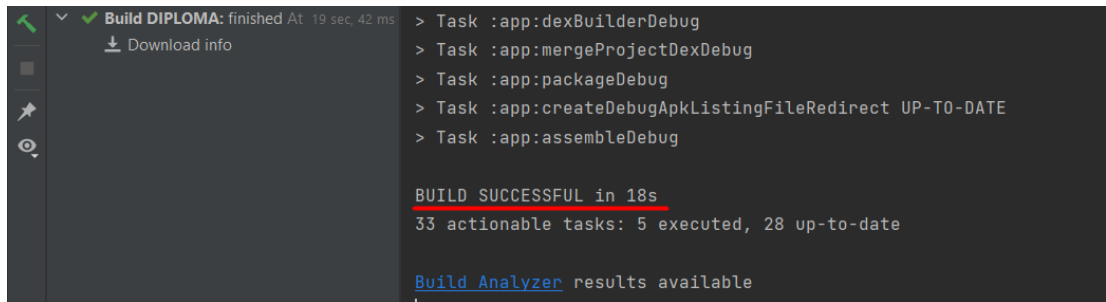 Build DIPLOMA: finished At 19 sec, 42 ms
Download info
> Task :app:dexBuilderDebug
> Task :app:mergeProjectDexDebug
> Task :app:packageDebug
> Task :app:createDebugApkListingFileRedirect UP-TO-DATE
> Task :app:assembleDebug
BUILD SUCCESSFUL in 18s
33 actionable tasks: 5 executed, 28 up-to-date
Build Analyzer results available